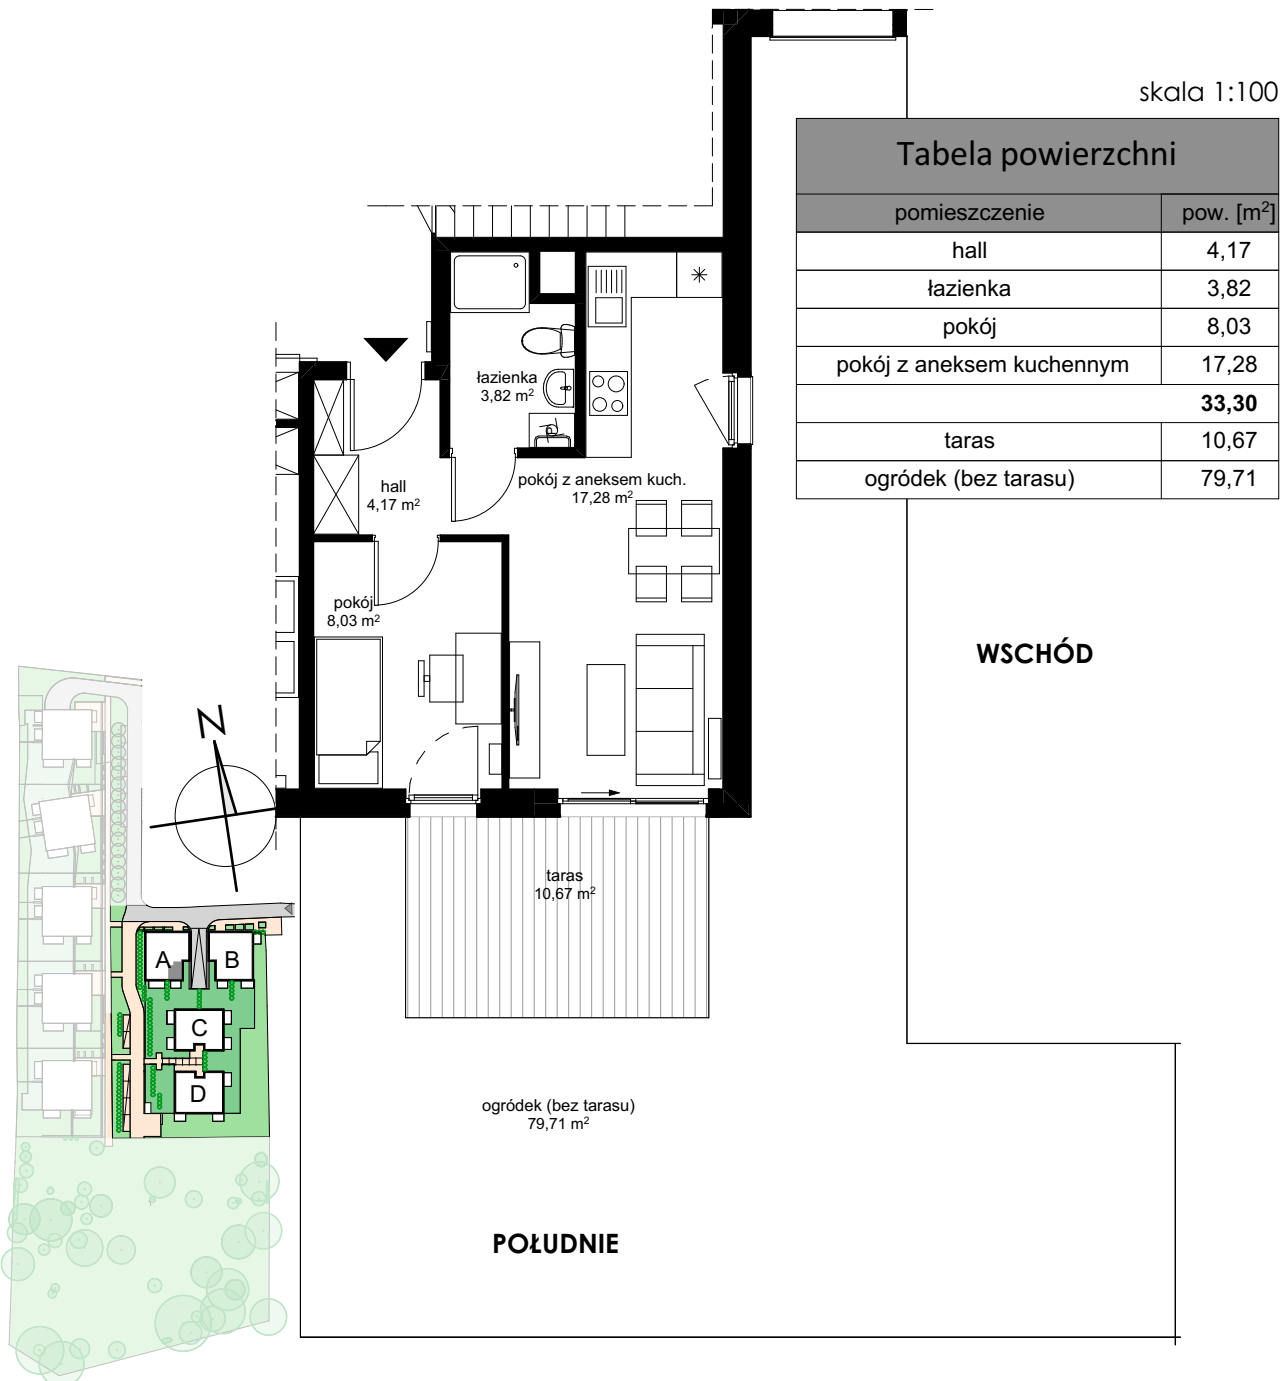 skala 1:100
Tabela powierzchni
pomieszczenie pow. [m²]
hall 4,17
łazienka 3,82
pokój 8,03
pokój z aneksem kuchennym 17,28
33,30
taras 10,67
ogródek (bez tarasu) 79,71
łazienka
3,82 m²
pokój z aneksem kuch.
17,28 m²
hall
4,17 m²
pokój
8,03 m²
WSCHÓD
N
taras
10,67 m²
A B
C
D
ogródek (bez tarasu)
79,71 m²
POŁUDNIE